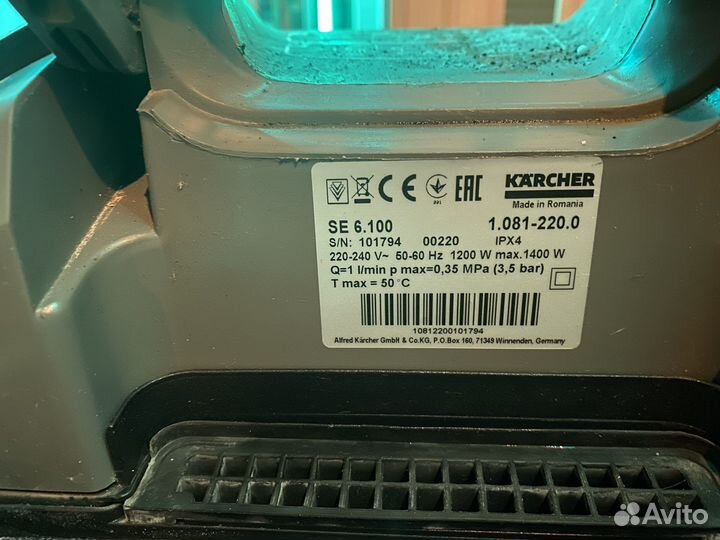 CE EAC KÄRCHER
Made in Romania
SE 6.100 1.081-220.0
S/N: 101794 00220 IPX4
220-240 V~ 50-60 Hz 1200 W max.1400 W
Q=1 l/min p max=0,35 MPa (3,5 bar)
T max = 50 °C
10812200101794
Alfred Kärcher GmbH & Co.KG, P.O.Box 160, 71349 Winnenden, Germany
Avito